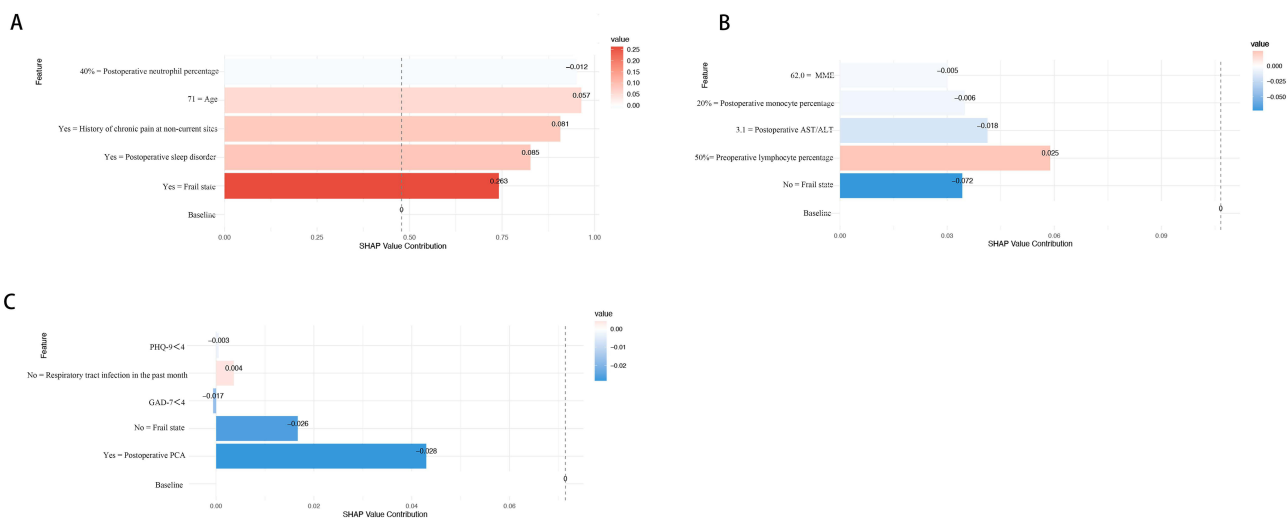 A
Feature
40% = Postoperative neutrophil percentage
71 = Age
Yes = History of chronic pain at non-current sites
Yes = Postoperative sleep disorder
Yes = Frail state
Baseline
−0.012
0.057
0.081
0.085
0.263
0
0.00
0.25
0.50
0.75
1.00
SHAP Value Contribution
value
0.25
0.20
0.15
0.10
0.05
0.00
B
Feature
62.0 = MME
20% = Postoperative monocyte percentage
3.1 = Postoperative AST/ALT
50%= Preoperative lymphocyte percentage
No = Frail state
Baseline
−0.005
−0.006
−0.018
0.025
−0.072
0
0.00
0.03
0.06
0.09
SHAP Value Contribution
value
0.000
−0.025
−0.050
C
Feature
PHQ-9<4
No = Respiratory tract infection in the past month
GAD-7<4
No = Frail state
Yes = Postoperative PCA
Baseline
−0.003
0.004
−0.017
−0.026
−0.028
0
0.00
0.02
0.04
0.06
SHAP Value Contribution
value
0.00
−0.01
−0.02